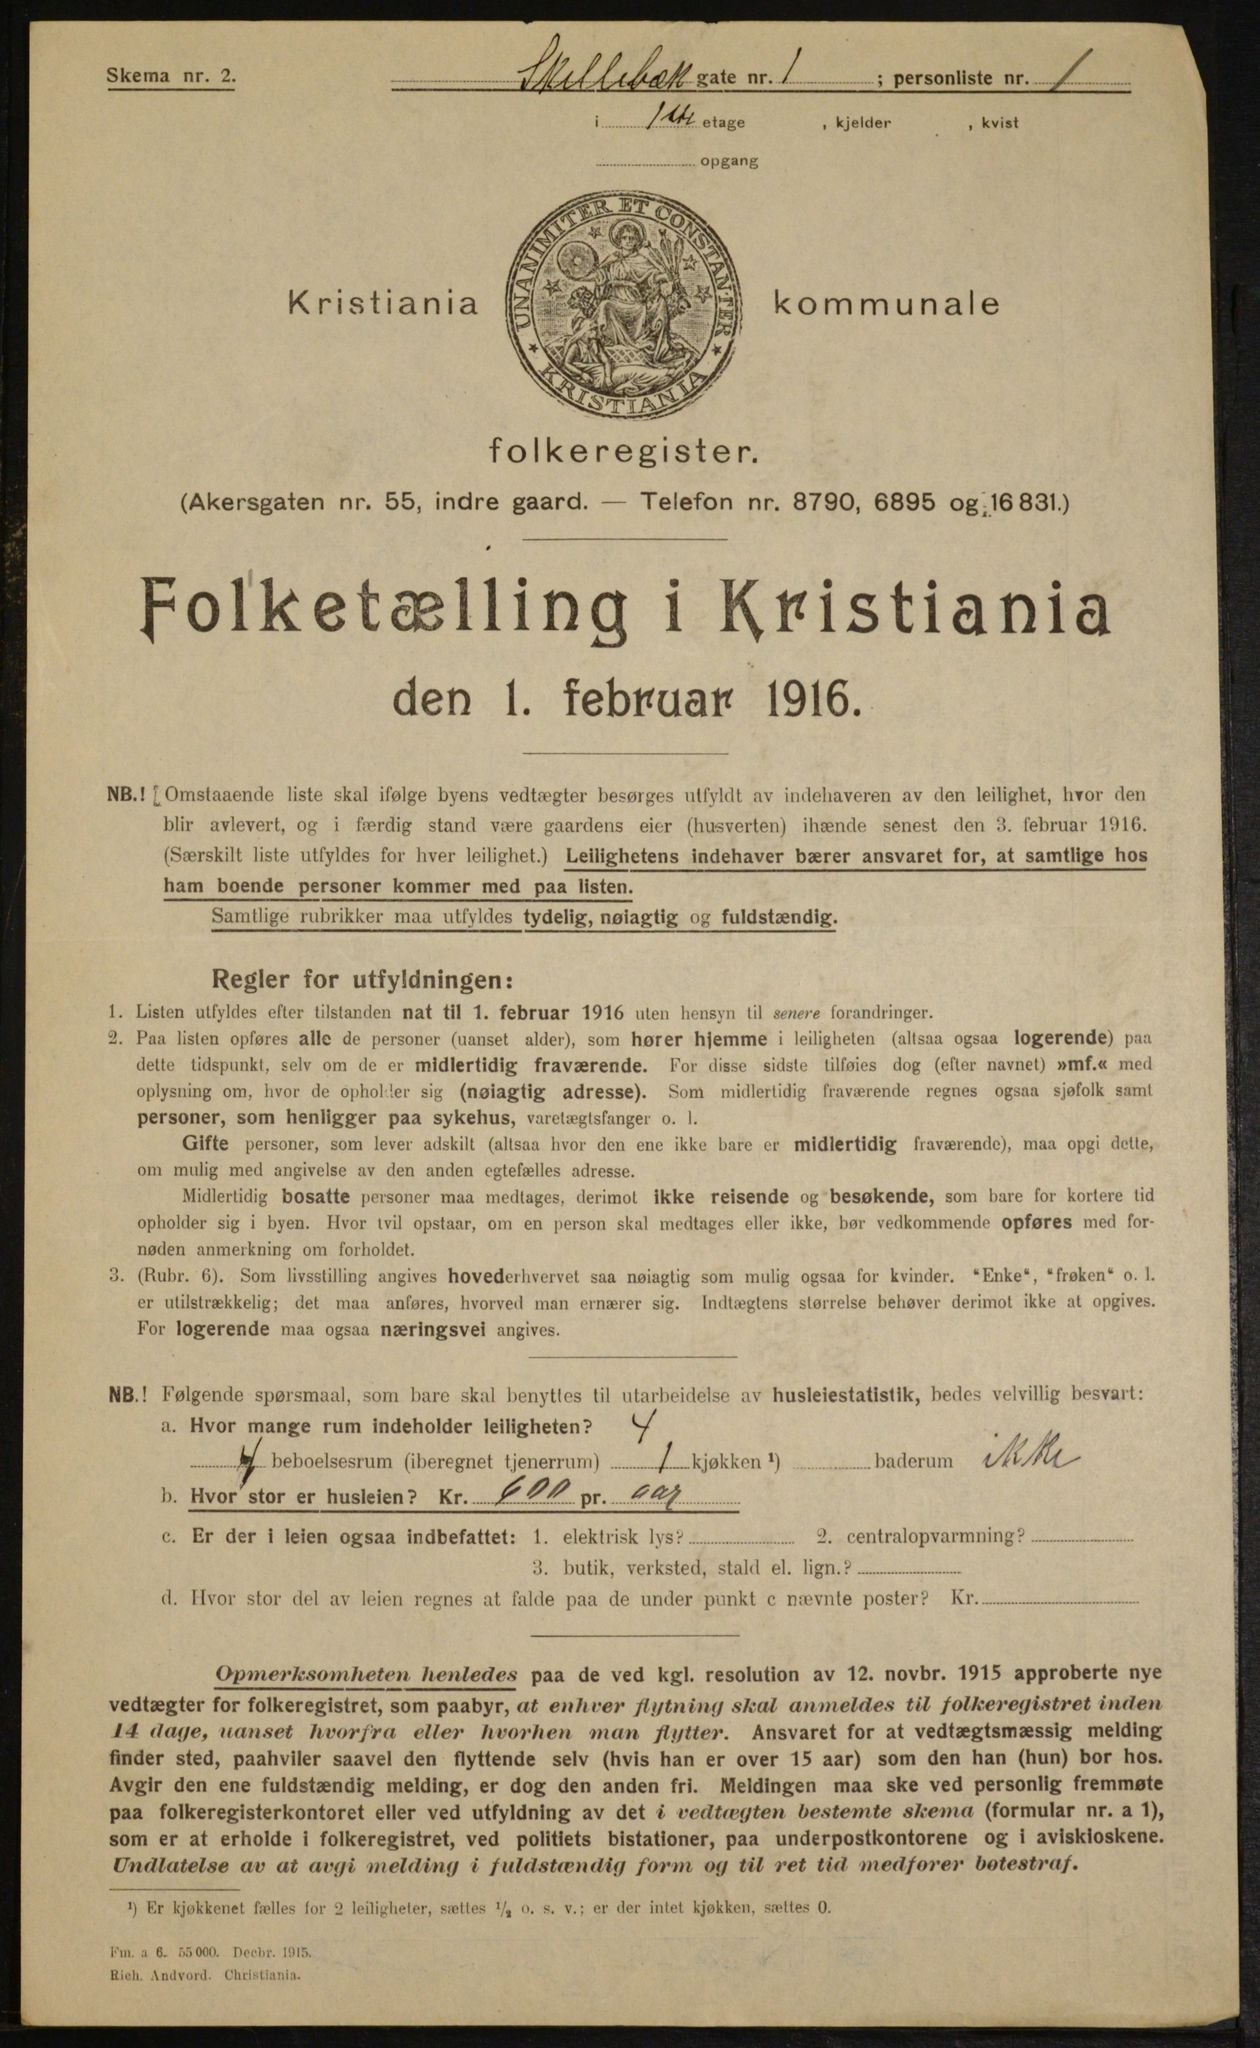 Skema nr. 2.
Skillebæk gate nr. 1 ; personliste nr. 1
i 1ste etage , kjelder , kvist
opgang
UNANIMITER ET CONSTANTER
KRISTIANIA
Kristiania kommunale
folkeregister.
(Akersgaten nr. 55, indre gaard. — Telefon nr. 8790, 6895 og 16831.)
Folketælling i Kristiania
den 1. februar 1916.
NB.! Omstaaende liste skal ifølge byens vedtægter besørges utfyldt av indehaveren av den leilighet, hvor den
blir avlevert, og i færdig stand være gaardens eier (husverten) ihænde senest den 3. februar 1916.
(Særskilt liste utfyldes for hver leilighet.) Leilighetens indehaver bærer ansvaret for, at samtlige hos
ham boende personer kommer med paa listen.
Samtlige rubrikker maa utfyldes tydelig, nøiagtig og fuldstændig.
Regler for utfyldningen:
1. Listen utfyldes efter tilstanden nat til 1. februar 1916 uten hensyn til senere forandringer.
2. Paa listen opføres alle de personer (uanset alder), som hører hjemme i leiligheten (altsaa ogsaa logerende) paa
dette tidspunkt, selv om de er midlertidig fraværende. For disse sidste tilføies dog (efter navnet) »mf.« med
oplysning om, hvor de opholder sig (nøiagtig adresse). Som midlertidig fraværende regnes ogsaa sjøfolk samt
personer, som henligger paa sykehus, varetægtsfanger o. l.
Gifte personer, som lever adskilt (altsaa hvor den ene ikke bare er midlertidig fraværende), maa opgi dette,
om mulig med angivelse av den anden egtefælles adresse.
Midlertidig bosatte personer maa medtages, derimot ikke reisende og besøkende, som bare for kortere tid
opholder sig i byen. Hvor tvil opstaar, om en person skal medtages eller ikke, bør vedkommende opføres med for-
nøden anmerkning om forholdet.
3. (Rubr. 6). Som livsstilling angives hovederhvervet saa nøiagtig som mulig ogsaa for kvinder. "Enke", "frøken" o. l.
er utilstrækkelig; det maa anføres, hvorved man ernærer sig. Indtægtens størrelse behøver derimot ikke at opgives.
For logerende maa ogsaa næringsvei angives.
NB.! Følgende spørsmaal, som bare skal benyttes til utarbeidelse av husleiestatistik, bedes velvillig besvart:
a. Hvor mange rum indeholder leiligheten? 4
4 beboelsesrum (iberegnet tjenerrum) 1 kjøkken ¹) baderum ikke
b. Hvor stor er husleien? Kr. 600 pr. aar
c. Er der i leien ogsaa indbefattet: 1. elektrisk lys? 2. centralopvarmning?
3. butik, verksted, stald el. lign.?
d. Hvor stor del av leien regnes at falde paa de under punkt c nævnte poster? Kr.
Opmerksomheten henledes paa de ved kgl. resolution av 12. novbr. 1915 approberte nye
vedtægter for folkeregistret, som paabyr, at enhver flytning skal anmeldes til folkeregistret inden
14 dage, uanset hvorfra eller hvorhen man flytter. Ansvaret for at vedtægtsmæssig melding
finder sted, paahviler saavel den flyttende selv (hvis han er over 15 aar) som den han (hun) bor hos.
Avgir den ene fuldstændig melding, er dog den anden fri. Meldingen maa ske ved personlig fremmøte
paa folkeregisterkontoret eller ved utfyldning av det i vedtægten bestemte skema (formular nr. a 1),
som er at erholde i folkeregistret, ved politiets bistationer, paa underpostkontorene og i aviskioskene.
Undlatelse av at avgi melding i fuldstændig form og til ret tid medfører bøtestraf.
¹) Er kjøkkenet fælles for 2 leiligheter, sættes ½ o. s. v.; er der intet kjøkken, sættes 0.
Fm. a 6. 55000. Decbr. 1915.
Rich. Andvord. Christiania.